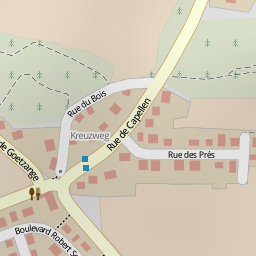 Rue du Bois
Kreuzweg
Rue de Capellen
Rue des Prés
de Goetzange
Boulevard Robert